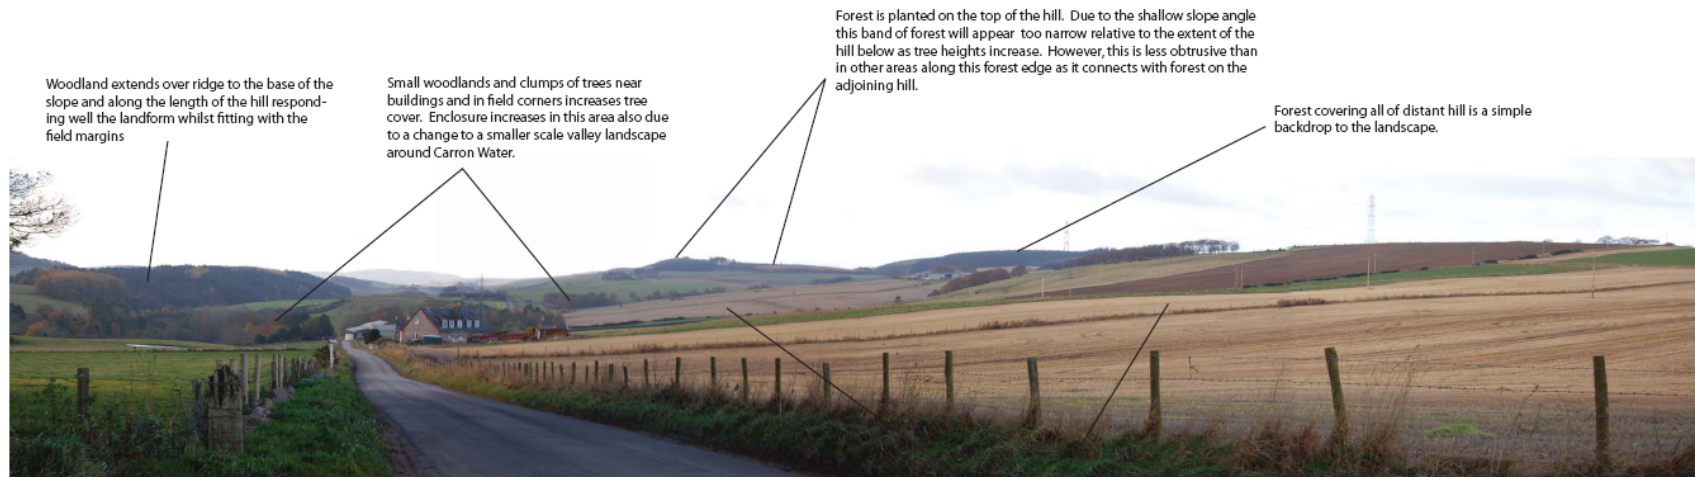 Woodland extends over ridge to the base of the
slope and along the length of the hill respond-
ing well the landform whilst fitting with the
field margins
Small woodlands and clumps of trees near
buildings and in field corners increases tree
cover. Enclosure increases in this area also due
to a change to a smaller scale valley landscape
around Carron Water.
Forest is planted on the top of the hill. Due to the shallow slope angle
this band of forest will appear too narrow relative to the extent of the
hill below as tree heights increase. However, this is less obtrusive than
in other areas along this forest edge as it connects with forest on the
adjoining hill.
Forest covering all of distant hill is a simple
backdrop to the landscape.